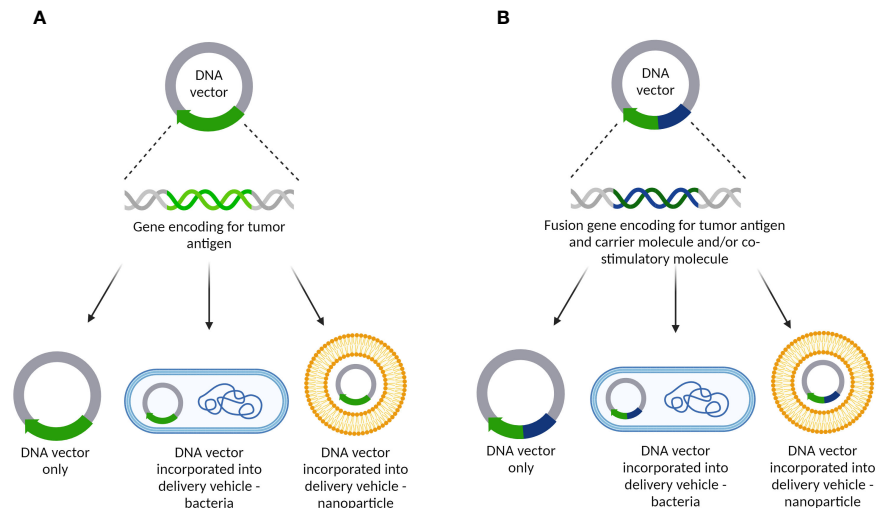 A
DNA
vector
Gene encoding for tumor
antigen
DNA vector
only
DNA vector
incorporated into
delivery vehicle -
bacteria
DNA vector
incorporated into
delivery vehicle -
nanoparticle
B
DNA
vector
Fusion gene encoding for tumor antigen
and carrier molecule and/or co-
stimulatory molecule
DNA vector
only
DNA vector
incorporated into
delivery vehicle -
bacteria
DNA vector
incorporated into
delivery vehicle -
nanoparticle